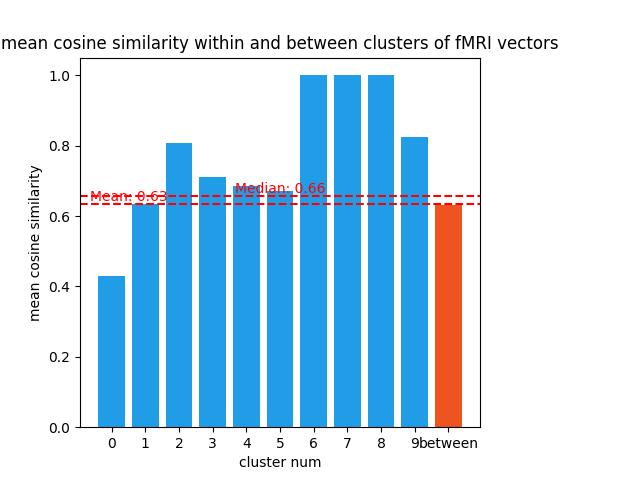 mean cosine similarity within and between clusters of fMRI vectors
1.0
0.8
0.6
0.4
0.2
0.0
mean cosine similarity
Median: 0.66
Mean: 0.63
0 1 2 3 4 5 6 7 8 9 between
cluster num